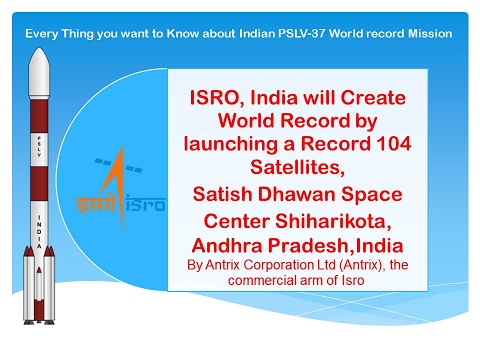 Every Thing you want to Know about Indian PSLV-37 World record Mission
ISRO, India will Create
World Record by
launching a Record 104
Satellites,
Satish Dhawan Space
Center Shiharikota,
Andhra Pradesh,India
By Antrix Corporation Ltd (Antrix), the
commercial arm of Isro
इसरो isro
PSLV
INDIA